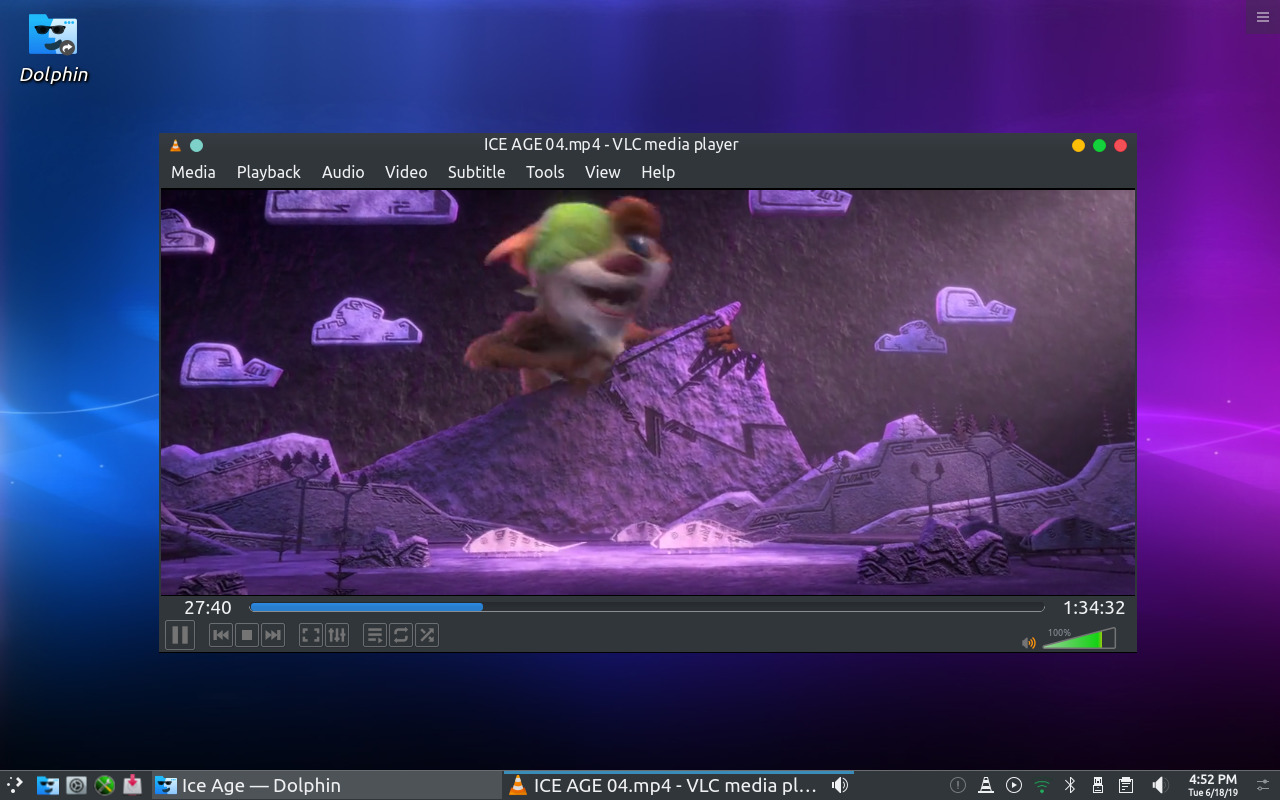 Dolphin
ICE AGE 04.mp4 - VLC media player
Media Playback Audio Video Subtitle Tools View Help
27:40 1:34:32
100%
Ice Age — Dolphin
ICE AGE 04.mp4 - VLC media pl...
4:52 PM
Tue 6/18/19